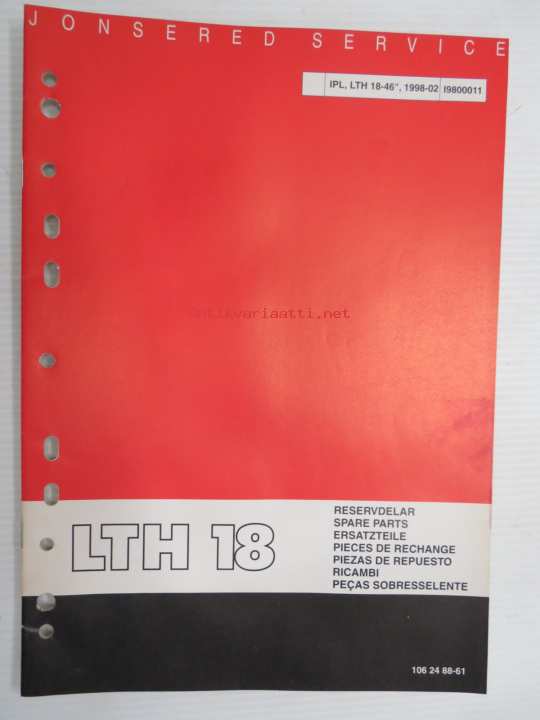 JONSERED SERVICE
IPL, LTH 18-46", 1998-02 I9800011
antikvariaatti.net
LTH 18
RESERVDELAR
SPARE PARTS
ERSATZTEILE
PIECES DE RECHANGE
PIEZAS DE REPUESTO
RICAMBI
PEÇAS SOBRESSELENTE
106 24 88-61